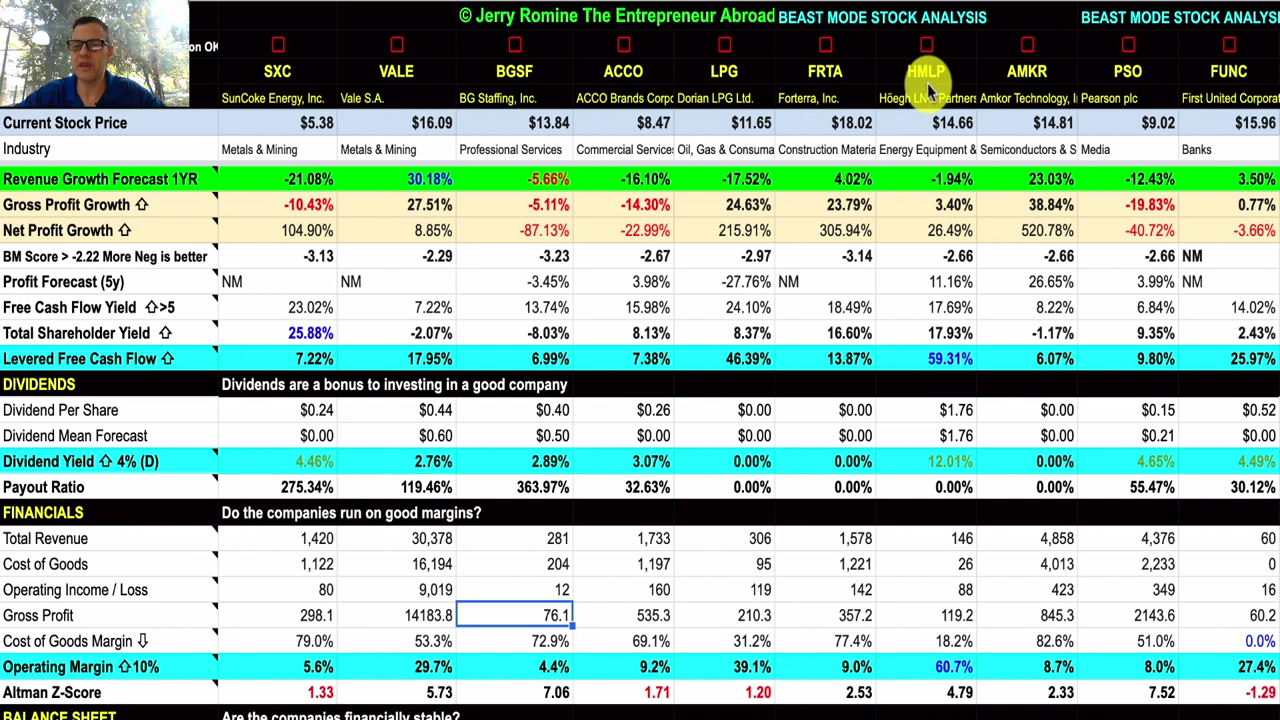 © Jerry Romine The Entrepreneur Abroad BEAST MODE STOCK ANALYSIS BEAST MODE STOCK ANALYSI
on OK
SXC VALE BGSF ACCO LPG FRTA HMLP AMKR PSO FUNC
SunCoke Energy, Inc. Vale S.A. BG Staffing, Inc. ACCO Brands Corpo Dorian LPG Ltd. Forterra, Inc. Höegh LNG Partners Amkor Technology, I Pearson plc First United Corporat
Current Stock Price $5.38 $16.09 $13.84 $8.47 $11.65 $18.02 $14.66 $14.81 $9.02 $15.96
Industry Metals & Mining Metals & Mining Professional Services Commercial Services Oil, Gas & Consuma Construction Materia Energy Equipment & Semiconductors & S Media Banks
Revenue Growth Forecast 1YR -21.08% 30.18% -5.66% -16.10% -17.52% 4.02% -1.94% 23.03% -12.43% 3.50%
Gross Profit Growth ⇧ -10.43% 27.51% -5.11% -14.30% 24.63% 23.79% 3.40% 38.84% -19.83% 0.77%
Net Profit Growth ⇧ 104.90% 8.85% -87.13% -22.99% 215.91% 305.94% 26.49% 520.78% -40.72% -3.66%
BM Score > -2.22 More Neg is better -3.13 -2.29 -3.23 -2.67 -2.97 -3.14 -2.66 -2.66 -2.66 NM
Profit Forecast (5y) NM NM -3.45% 3.98% -27.76% NM 11.16% 26.65% 3.99% NM
Free Cash Flow Yield ⇧>5 23.02% 7.22% 13.74% 15.98% 24.10% 18.49% 17.69% 8.22% 6.84% 14.02%
Total Shareholder Yield ⇧ 25.88% -2.07% -8.03% 8.13% 8.37% 16.60% 17.93% -1.17% 9.35% 2.43%
Levered Free Cash Flow ⇧ 7.22% 17.95% 6.99% 7.38% 46.39% 13.87% 59.31% 6.07% 9.80% 25.97%
DIVIDENDS Dividends are a bonus to investing in a good company
Dividend Per Share $0.24 $0.44 $0.40 $0.26 $0.00 $0.00 $1.76 $0.00 $0.15 $0.52
Dividend Mean Forecast $0.00 $0.60 $0.50 $0.00 $0.00 $0.00 $1.76 $0.00 $0.21 $0.00
Dividend Yield ⇧ 4% (D) 4.46% 2.76% 2.89% 3.07% 0.00% 0.00% 12.01% 0.00% 4.65% 4.49%
Payout Ratio 275.34% 119.46% 363.97% 32.63% 0.00% 0.00% 0.00% 0.00% 55.47% 30.12%
FINANCIALS Do the companies run on good margins?
Total Revenue 1,420 30,378 281 1,733 306 1,578 146 4,858 4,376 60
Cost of Goods 1,122 16,194 204 1,197 95 1,221 26 4,013 2,233 0
Operating Income / Loss 80 9,019 12 160 119 142 88 423 349 16
Gross Profit 298.1 14183.8 76.1 535.3 210.3 357.2 119.2 845.3 2143.6 60.2
Cost of Goods Margin ⇩ 79.0% 53.3% 72.9% 69.1% 31.2% 77.4% 18.2% 82.6% 51.0% 0.0%
Operating Margin ⇧10% 5.6% 29.7% 4.4% 9.2% 39.1% 9.0% 60.7% 8.7% 8.0% 27.4%
Altman Z-Score 1.33 5.73 7.06 1.71 1.20 2.53 4.79 2.33 7.52 -1.29
BALANCE SHEET Are the companies financially stable?